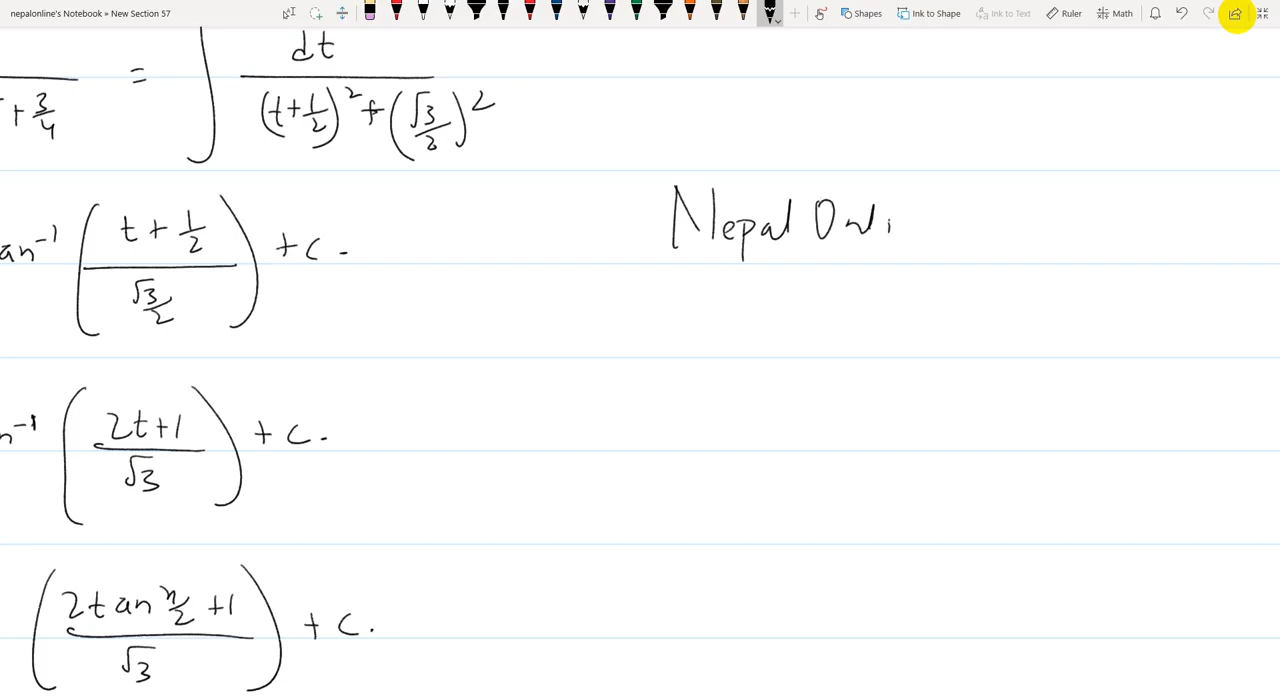 nepalonline's Notebook » New Section 57
Shapes Ink to Shape Ink to Text Ruler Math
+ 3/4 = ∫ dt / (t + 1/2)² + (√3/2)²
an⁻¹ ( (t + 1/2) / (√3/2) ) + c.
n⁻¹ ( (2t+1) / √3 ) + c.
( (2tan x/2 + 1) / √3 ) + c.
Nepal Onli